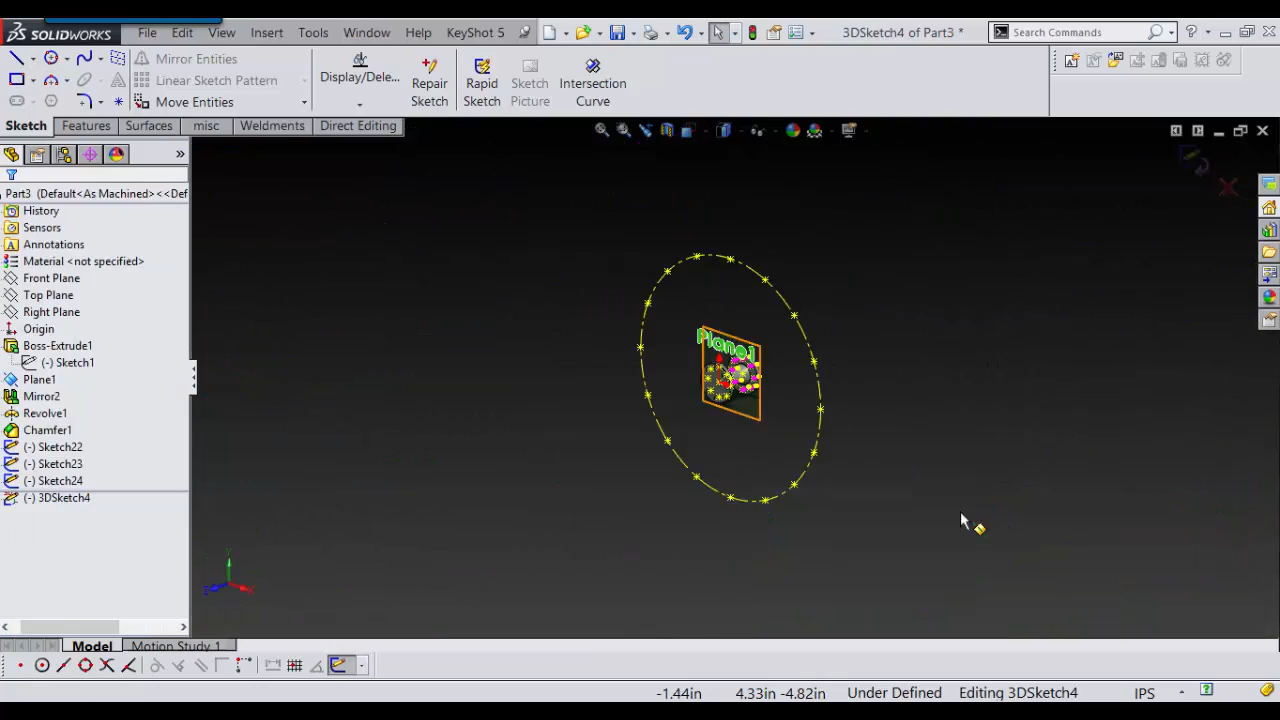 SOLIDWORKS File Edit View Insert Tools Window Help KeyShot 5 3DSketch4 of Part3 * Search Commands ?
Mirror Entities
Linear Sketch Pattern
Move Entities
Display/Dele...
Repair Sketch
Rapid Sketch
Sketch Picture
Intersection Curve
Sketch Features Surfaces misc Weldments Direct Editing
Part3 (Default<As Machined><<Def
History
Sensors
Annotations
Material <not specified>
Front Plane
Top Plane
Right Plane
Origin
Boss-Extrude1
(-) Sketch1
Plane1
Mirror2
Revolve1
Chamfer1
(-) Sketch22
(-) Sketch23
(-) Sketch24
(-) 3DSketch4
Plane1
Y
Z X
Model Motion Study 1
-1.44in 4.33in -4.82in Under Defined Editing 3DSketch4 IPS ?